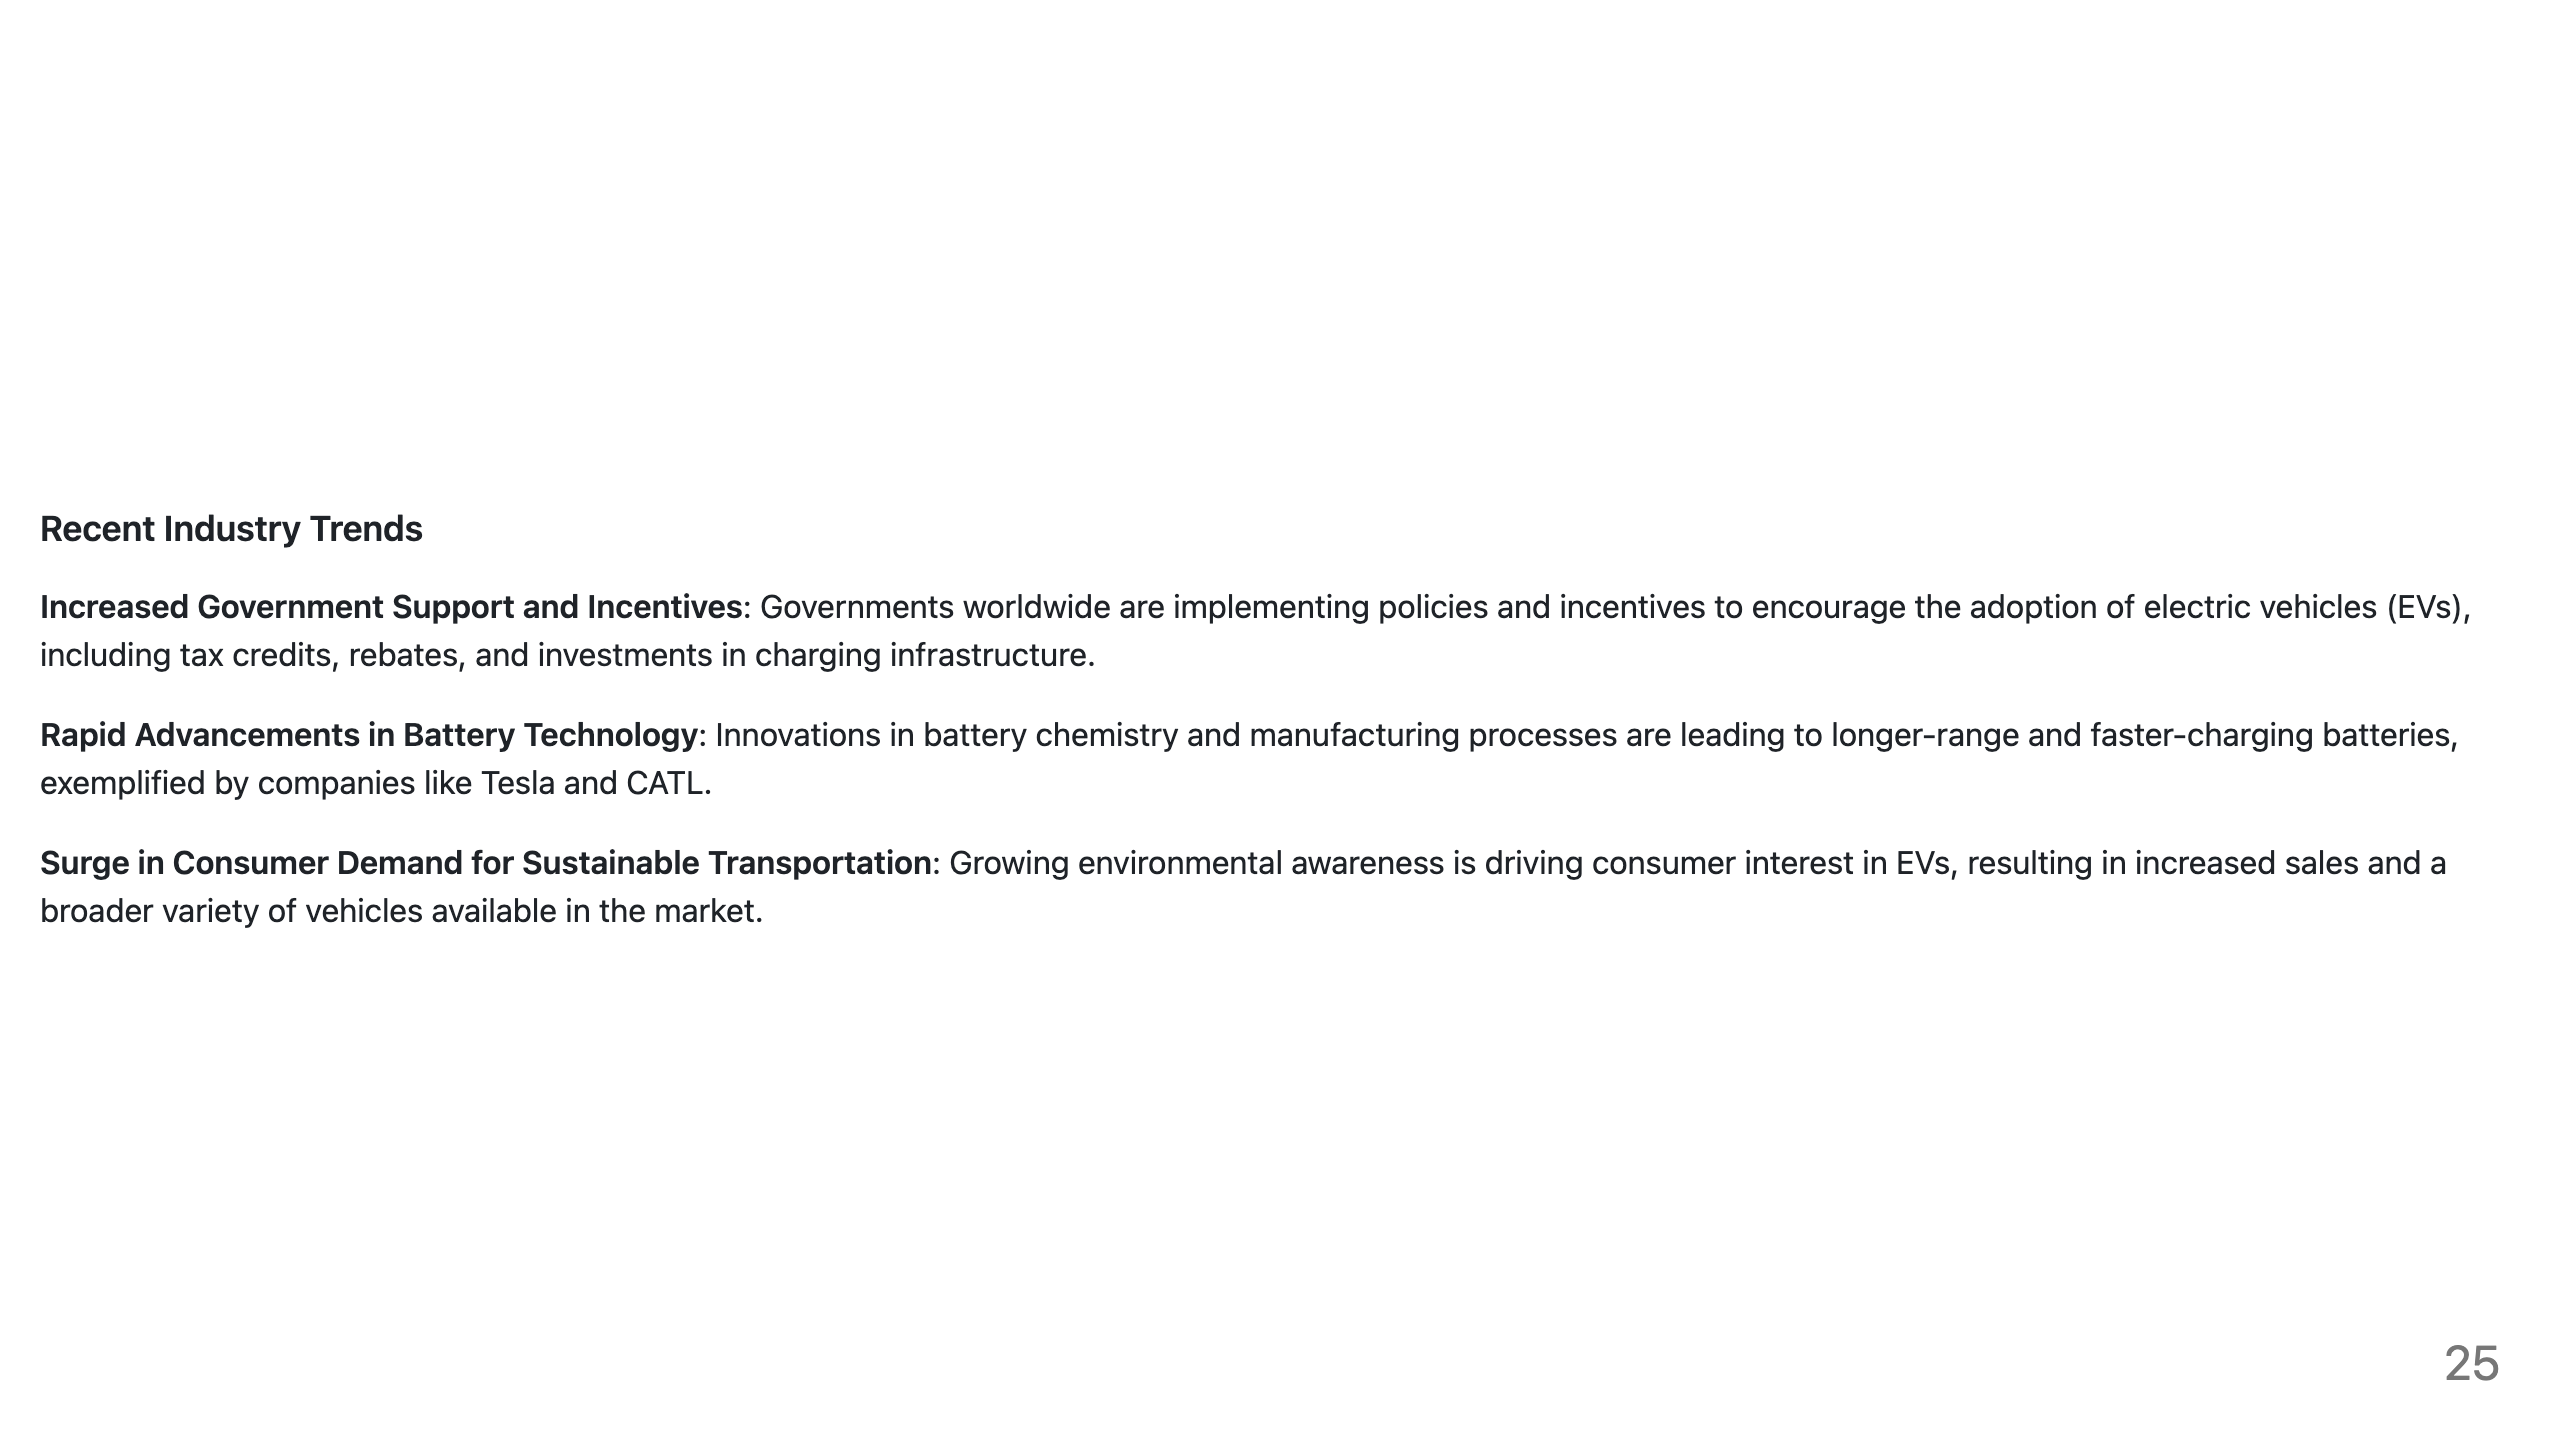 Recent Industry Trends
Increased Government Support and Incentives: Governments worldwide are implementing policies and incentives to encourage the adoption of electric vehicles (EVs),
including tax credits, rebates, and investments in charging infrastructure.
Rapid Advancements in Battery Technology: Innovations in battery chemistry and manufacturing processes are leading to longer-range and faster-charging batteries,
exemplified by companies like Tesla and CATL.
Surge in Consumer Demand for Sustainable Transportation: Growing environmental awareness is driving consumer interest in EVs, resulting in increased sales and a
broader variety of vehicles available in the market.
25